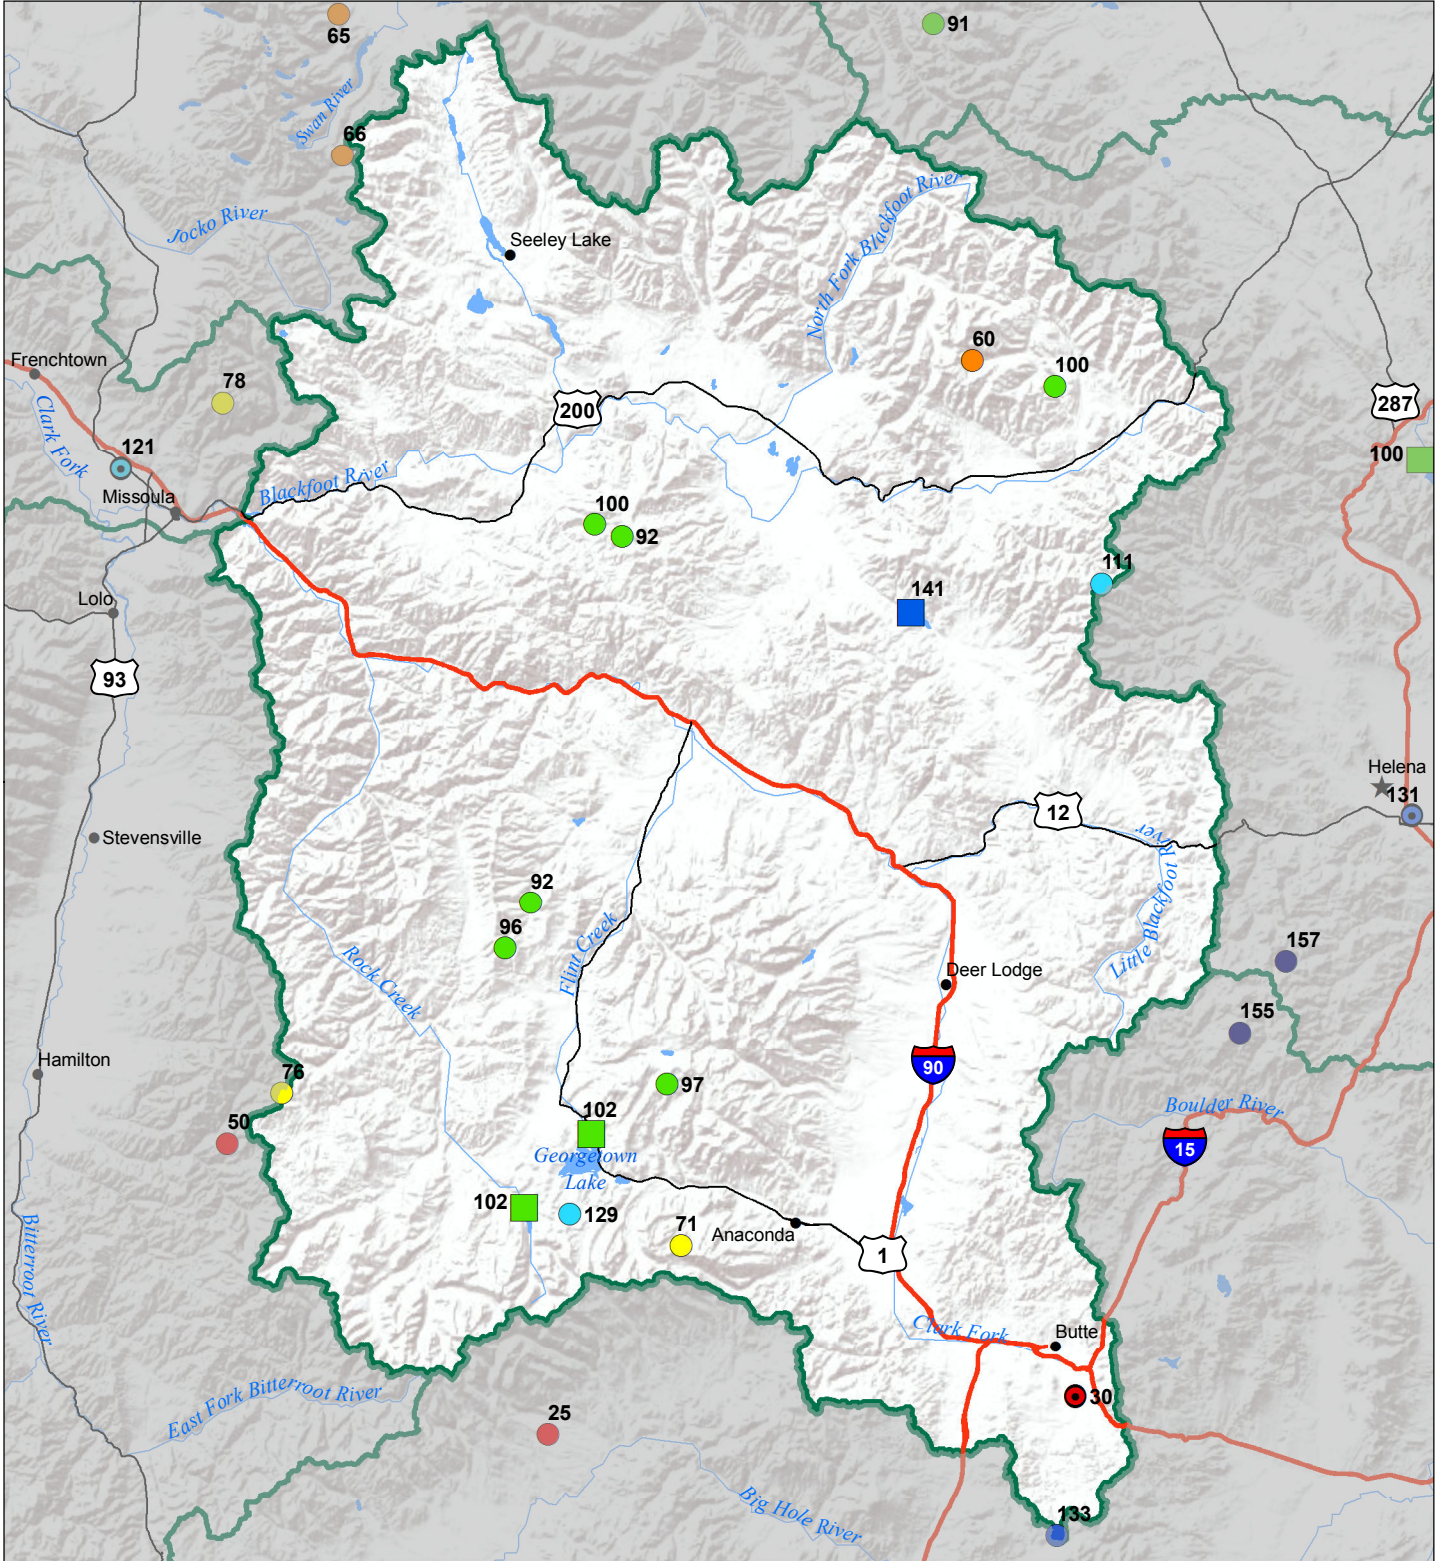 65
91
Swan River
66
Jocko River
North Fork Blackfoot River
Seeley Lake
60
100
Frenchtown
78
200
287
Clark Fork
121
100
Missoula
Blackfoot River
100
92
111
141
Lolo
93
Helena
131
12
Stevensville
Little Blackfoot River
92
96
Flint Creek
157
Rock Creek
Deer Lodge
155
Hamilton
76
90
97
50
102
Boulder River
15
Georgetown
Lake
102
129
71
Anaconda
1
Bitterroot River
Clark Fork
Butte
30
East Fork Bitterroot River
25
Big Hole River
133